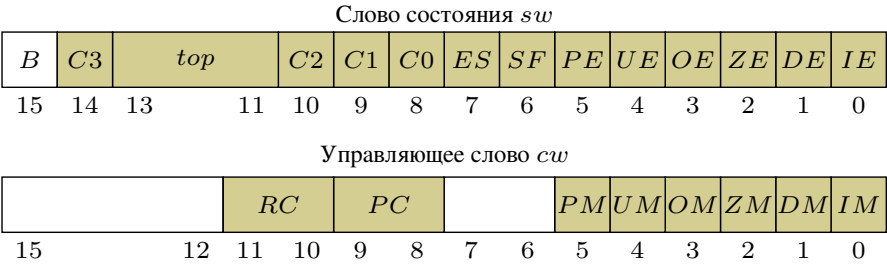 Слово состояния sw
B C3 top C2 C1 C0 ES SF PE UE OE ZE DE IE
15 14 13 11 10 9 8 7 6 5 4 3 2 1 0
Управляющее слово cw
RC PC PM UM OM ZM DM IM
15 12 11 10 9 8 7 6 5 4 3 2 1 0